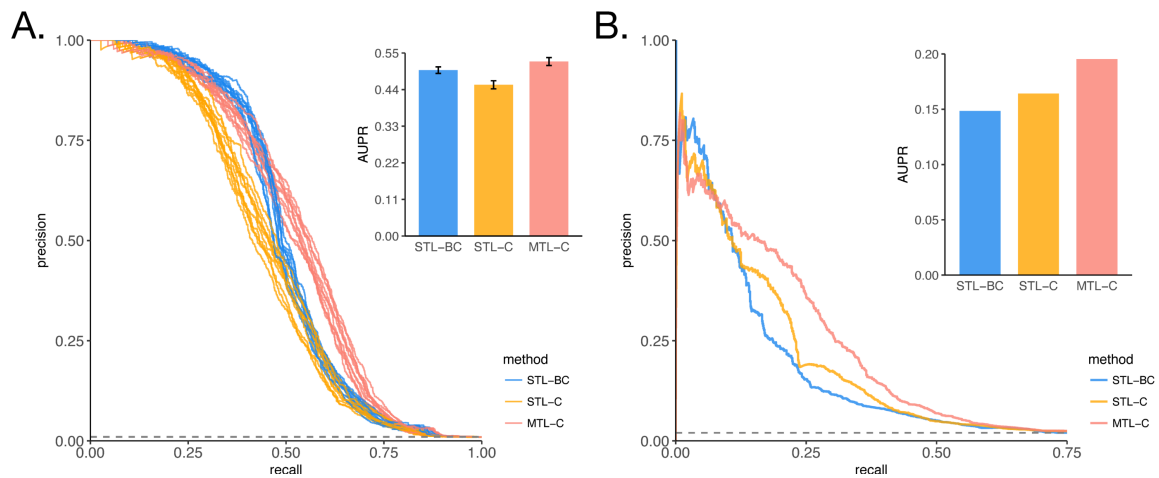 A.
1.00
0.75
0.50
0.25
0.00
precision
0.00
0.25
0.50
0.75
1.00
recall
0.55
0.44
0.33
0.22
0.11
0.00
AUPR
STL−BC
STL−C
MTL−C
method
STL−BC
STL−C
MTL−C
B.
1.00
0.75
0.50
0.25
0.00
precision
0.00
0.25
0.50
0.75
recall
0.20
0.15
0.10
0.05
0.00
AUPR
STL−BC
STL−C
MTL−C
method
STL−BC
STL−C
MTL−C